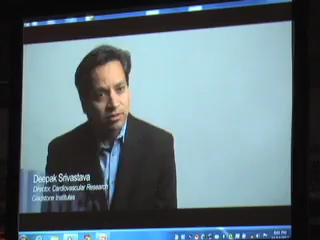 Deepak Srivastava
Director, Cardiovascular Research
Gladstone Institutes